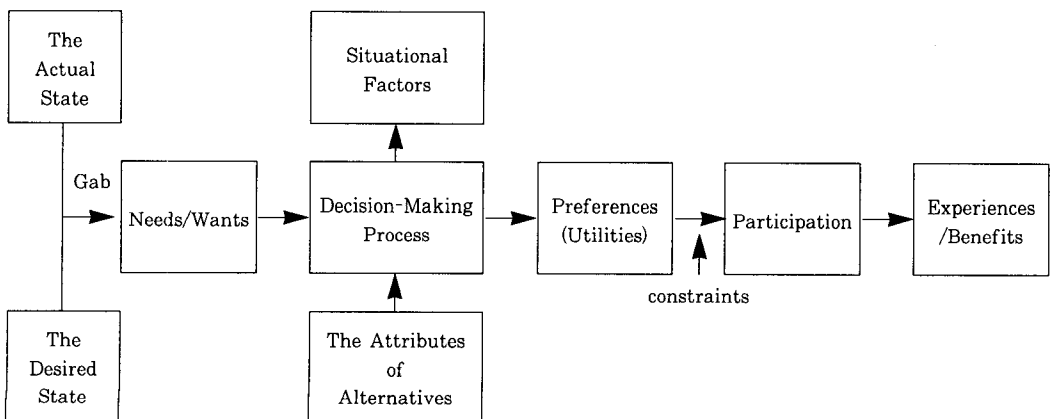 The
Actual
State
Situational
Factors
Gab
Needs/Wants
Decision-Making
Process
Preferences
(Utilities)
Participation
Experiences
/Benefits
constraints
The
Desired
State
The Attributes
of
Alternatives